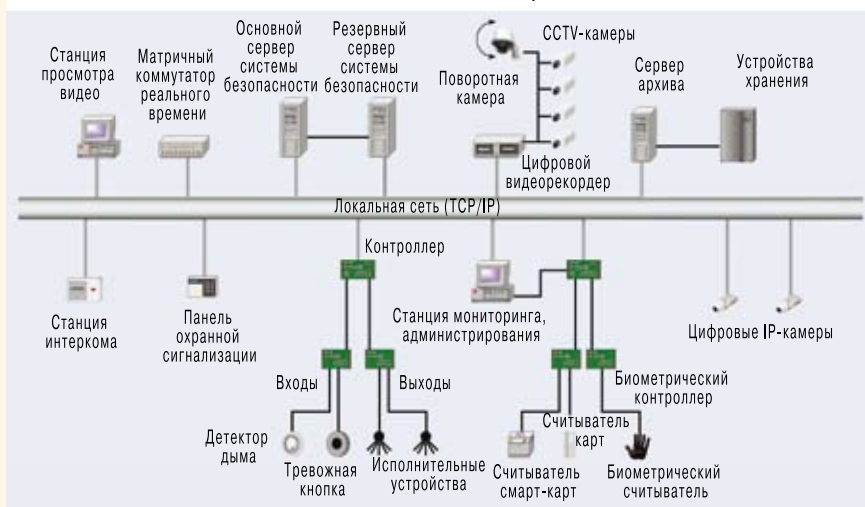 Станция
просмотра
видео
Матричный
коммутатор
реального
времени
Основной
сервер
системы
безопасности
Резервный
сервер
системы
безопасности
Поворотная
камера
CCTV-камеры
Цифровой
видеорекордер
Сервер
архива
Устройства
хранения
Локальная сеть (TCP/IP)
Станция
интеркома
Панель
охранной
сигнализации
Контроллер
Станция мониторинга,
администрирования
Цифровые IP-камеры
Входы
Выходы
Биометрический
контроллер
Детектор
дыма
Тревожная
кнопка
Исполнительные
устройства
Считыватель
смарт-карт
Считыватель
карт
Биометрический
считыватель